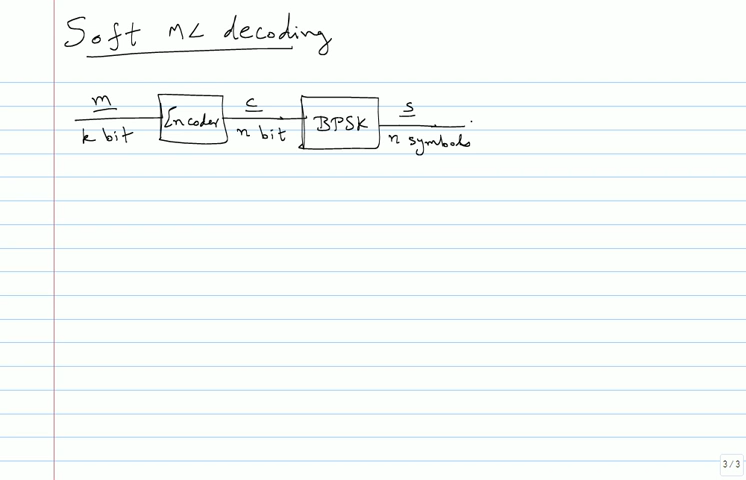 Soft ML decoding
m Encoder c BPSK s
k bit n bit n symbols
3/3